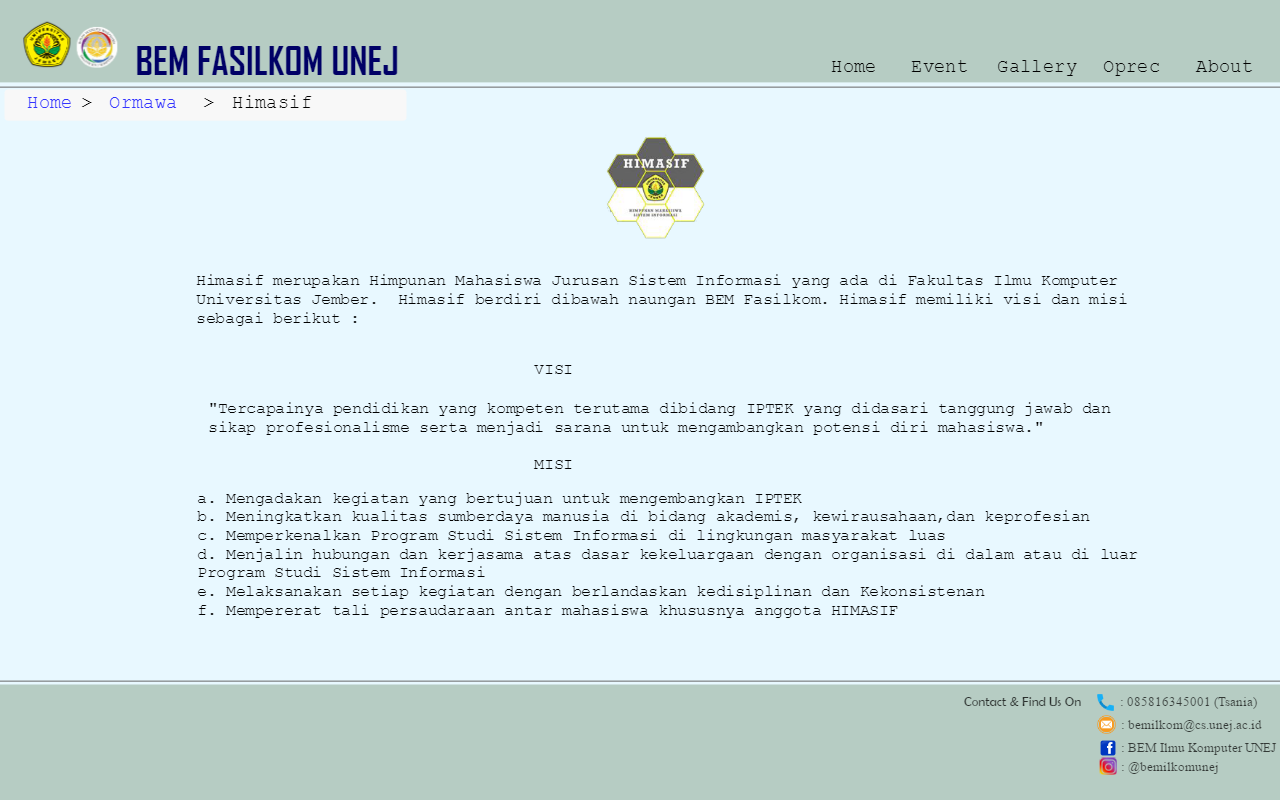 UNIVERSITAS
JEMBER
BEM FASILKOM UNEJ
Home Event Gallery Oprec About
Home > Ormawa > Himasif
HIMASIF
HIMPUNAN MAHASISWA
SISTEM INFORMASI
Himasif merupakan Himpunan Mahasiswa Jurusan Sistem Informasi yang ada di Fakultas Ilmu Komputer
Universitas Jember. Himasif berdiri dibawah naungan BEM Fasilkom. Himasif memiliki visi dan misi
sebagai berikut :
VISI
"Tercapainya pendidikan yang kompeten terutama dibidang IPTEK yang didasari tanggung jawab dan
sikap profesionalisme serta menjadi sarana untuk mengambangkan potensi diri mahasiswa."
MISI
a. Mengadakan kegiatan yang bertujuan untuk mengembangkan IPTEK
b. Meningkatkan kualitas sumberdaya manusia di bidang akademis, kewirausahaan,dan keprofesian
c. Memperkenalkan Program Studi Sistem Informasi di lingkungan masyarakat luas
d. Menjalin hubungan dan kerjasama atas dasar kekeluargaan dengan organisasi di dalam atau di luar
Program Studi Sistem Informasi
e. Melaksanakan setiap kegiatan dengan berlandaskan kedisiplinan dan Kekonsistenan
f. Mempererat tali persaudaraan antar mahasiswa khususnya anggota HIMASIF
Contact & Find Us On : 085816345001 (Tsania)
: bemilkom@cs.unej.ac.id
: BEM Ilmu Komputer UNEJ
: @bemilkomunej